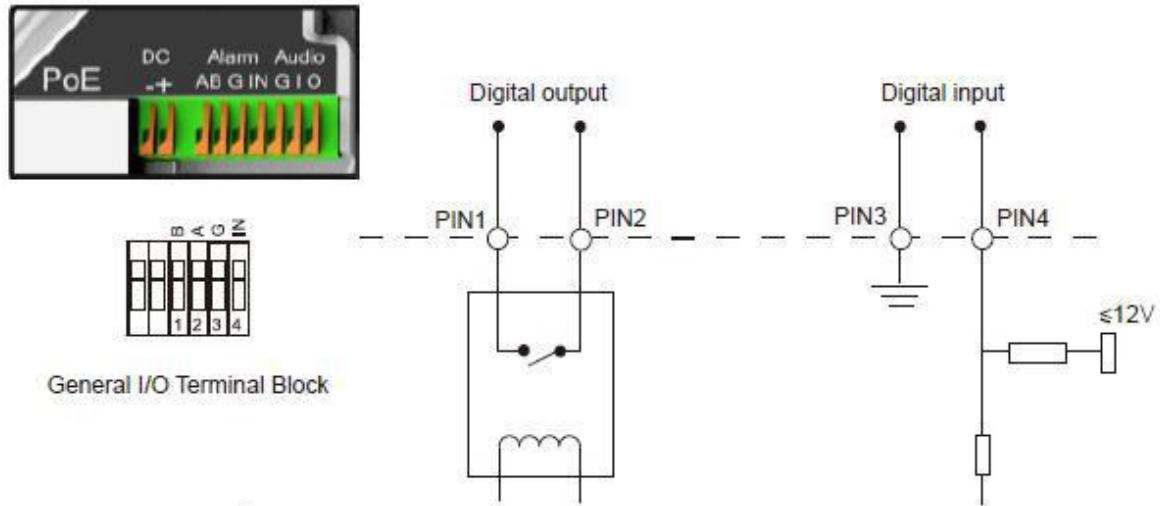 DC Alarm Audio
PoE -+ AB G IN G I O
Digital output
Digital input
PIN1
PIN2
PIN3
PIN4
B A G IN
1 2 3 4
≤12V
General I/O Terminal Block